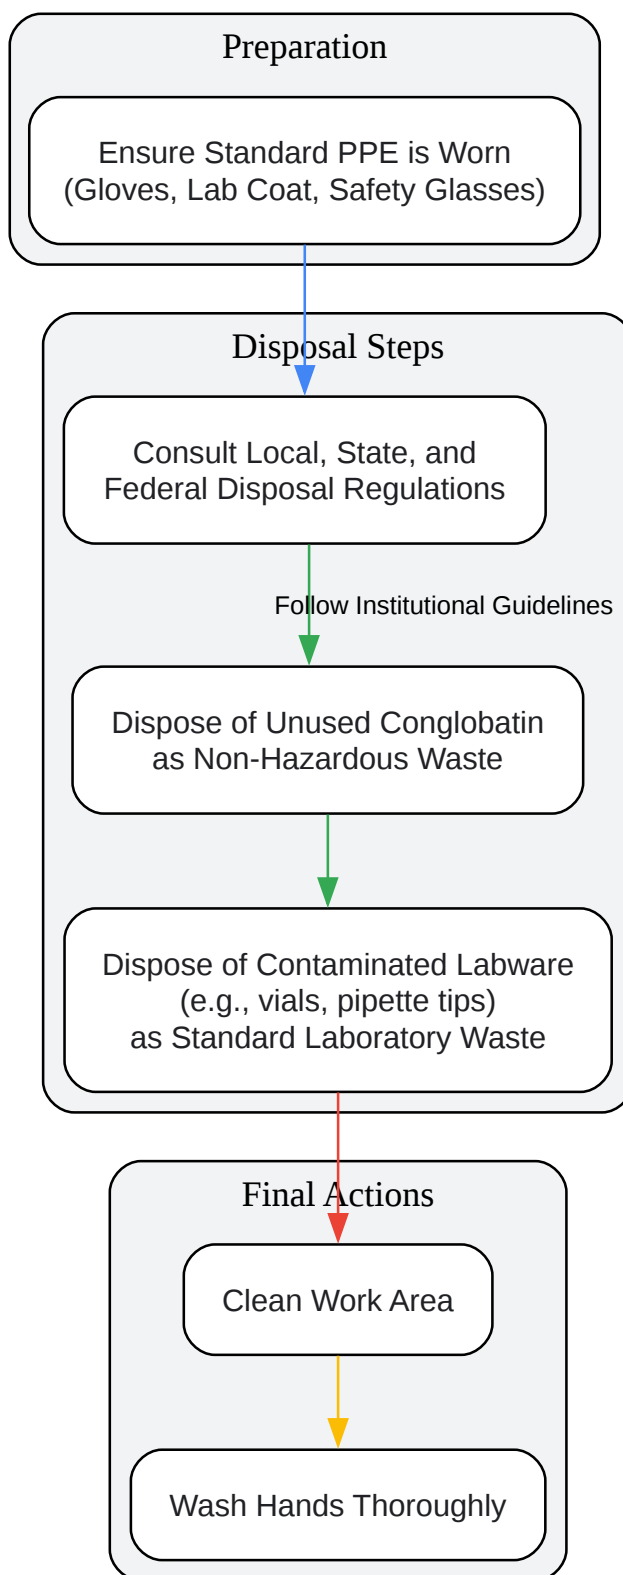 Preparation
Ensure Standard PPE is Worn
(Gloves, Lab Coat, Safety Glasses)
Disposal Steps
Consult Local, State, and
Federal Disposal Regulations
Follow Institutional Guidelines
Dispose of Unused Conglobatin
as Non-Hazardous Waste
Dispose of Contaminated Labware
(e.g., vials, pipette tips)
as Standard Laboratory Waste
Final Actions
Clean Work Area
Wash Hands Thoroughly